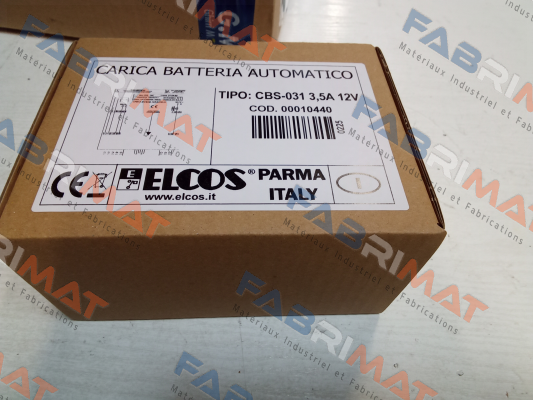 CARICA BATTERIA AUTOMATICO
TIPO: CBS-031 3,5A 12V
COD. 00010440
0225
CE
ELCOS® PARMA
www.elcos.it
ITALY
FABRIMAT
Materiaux Industriel et Fabrications